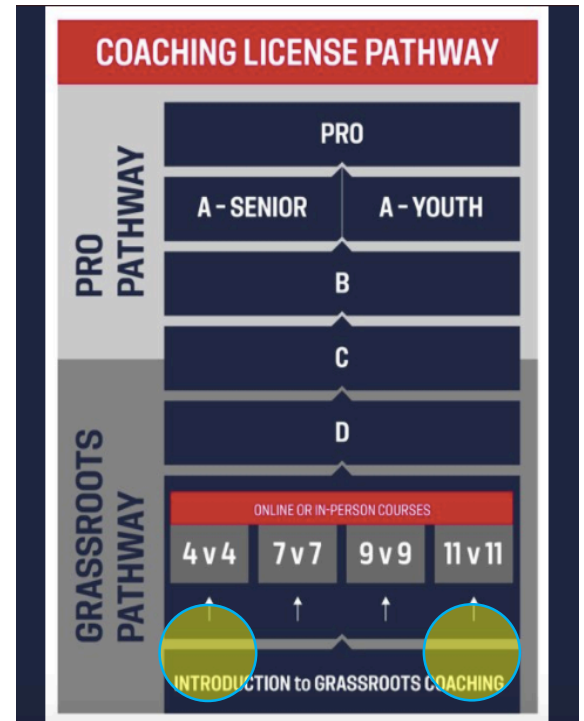 COACHING LICENSE PATHWAY
PRO
PATHWAY
PRO
A - SENIOR
A - YOUTH
B
C
GRASSROOTS
PATHWAY
D
ONLINE OR IN-PERSON COURSES
4 v 4
7 v 7
9 v 9
11 v 11
INTRODUCTION to GRASSROOTS COACHING